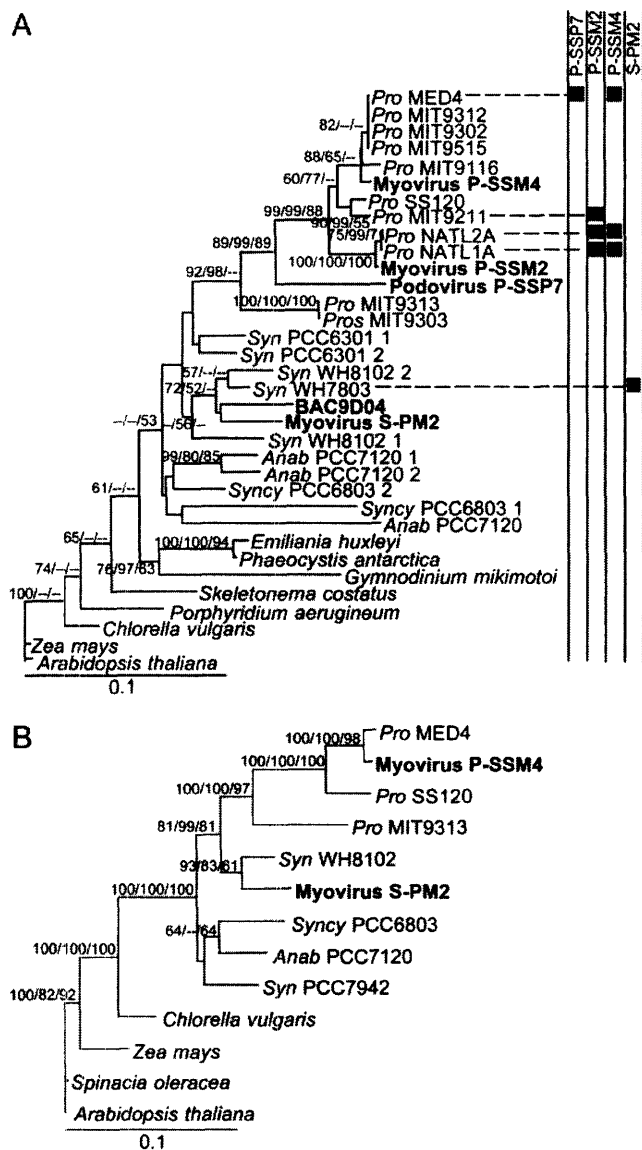 A
P-SSP7
P-SSM2
P-SSM4
S-PM2
Pro MED4
82/--/--
Pro MIT9312
Pro MIT9302
Pro MIT9515
88/65/--
Pro MIT9116
60/77/--
Myovirus P-SSM4
Pro SS120
99/99/88
90/99/55
Pro MIT9211
75/99/71
Pro NATL2A
89/99/89
Pro NATL1A
100/100/100
Myovirus P-SSM2
92/98/--
Podovirus P-SSP7
100/100/100
Pro MIT9313
Pros MIT9303
Syn PCC6301 1
Syn PCC6301 2
57/--/--
Syn WH8102 2
72/52/--
Syn WH7803
BAC9D04
--/--/53
--/56/--
Myovirus S-PM2
Syn WH8102 1
99/80/85
Anab PCC7120 1
Anab PCC7120 2
61/--/--
Syncy PCC6803 2
Syncy PCC6803 1
Anab PCC7120
65/--/--
100/100/94
Emiliania huxleyi
Phaeocystis antarctica
74/--/--
76/97/63
Gymnodinium mikimotoi
100/--/--
Skeletonema costatus
Porphyridium aerugineum
Chlorella vulgaris
Zea mays
Arabidopsis thaliana
0.1
B
Pro MED4
100/100/98
Myovirus P-SSM4
100/100/100
Pro SS120
100/100/97
Pro MIT9313
81/99/81
Syn WH8102
93/83/61
Myovirus S-PM2
100/100/100
Syncy PCC6803
64/--/64
Anab PCC7120
100/100/100
Syn PCC7942
100/82/92
Chlorella vulgaris
Zea mays
Spinacia oleracea
Arabidopsis thaliana
0.1